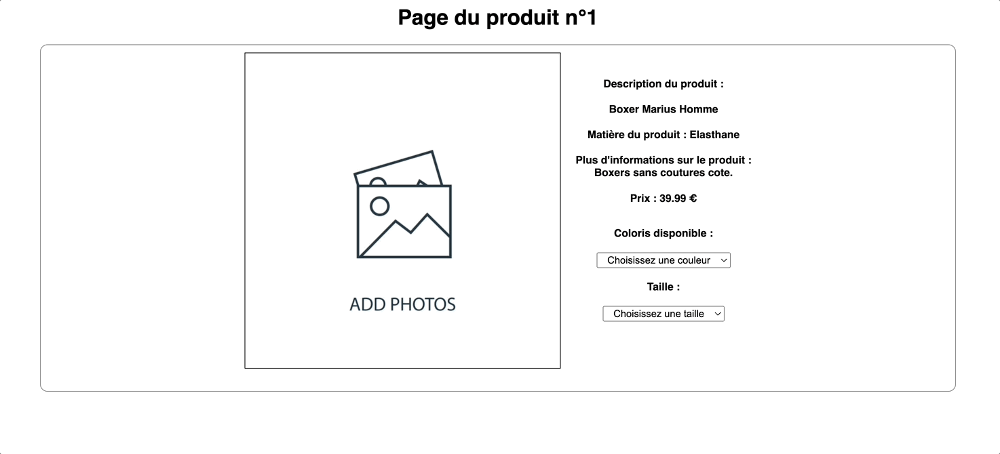 Page du produit n°1
ADD PHOTOS
Description du produit :
Boxer Marius Homme
Matière du produit : Elasthane
Plus d'informations sur le produit :
Boxers sans coutures cote.
Prix : 39.99 €
Coloris disponible :
Choisissez une couleur
Taille :
Choisissez une taille